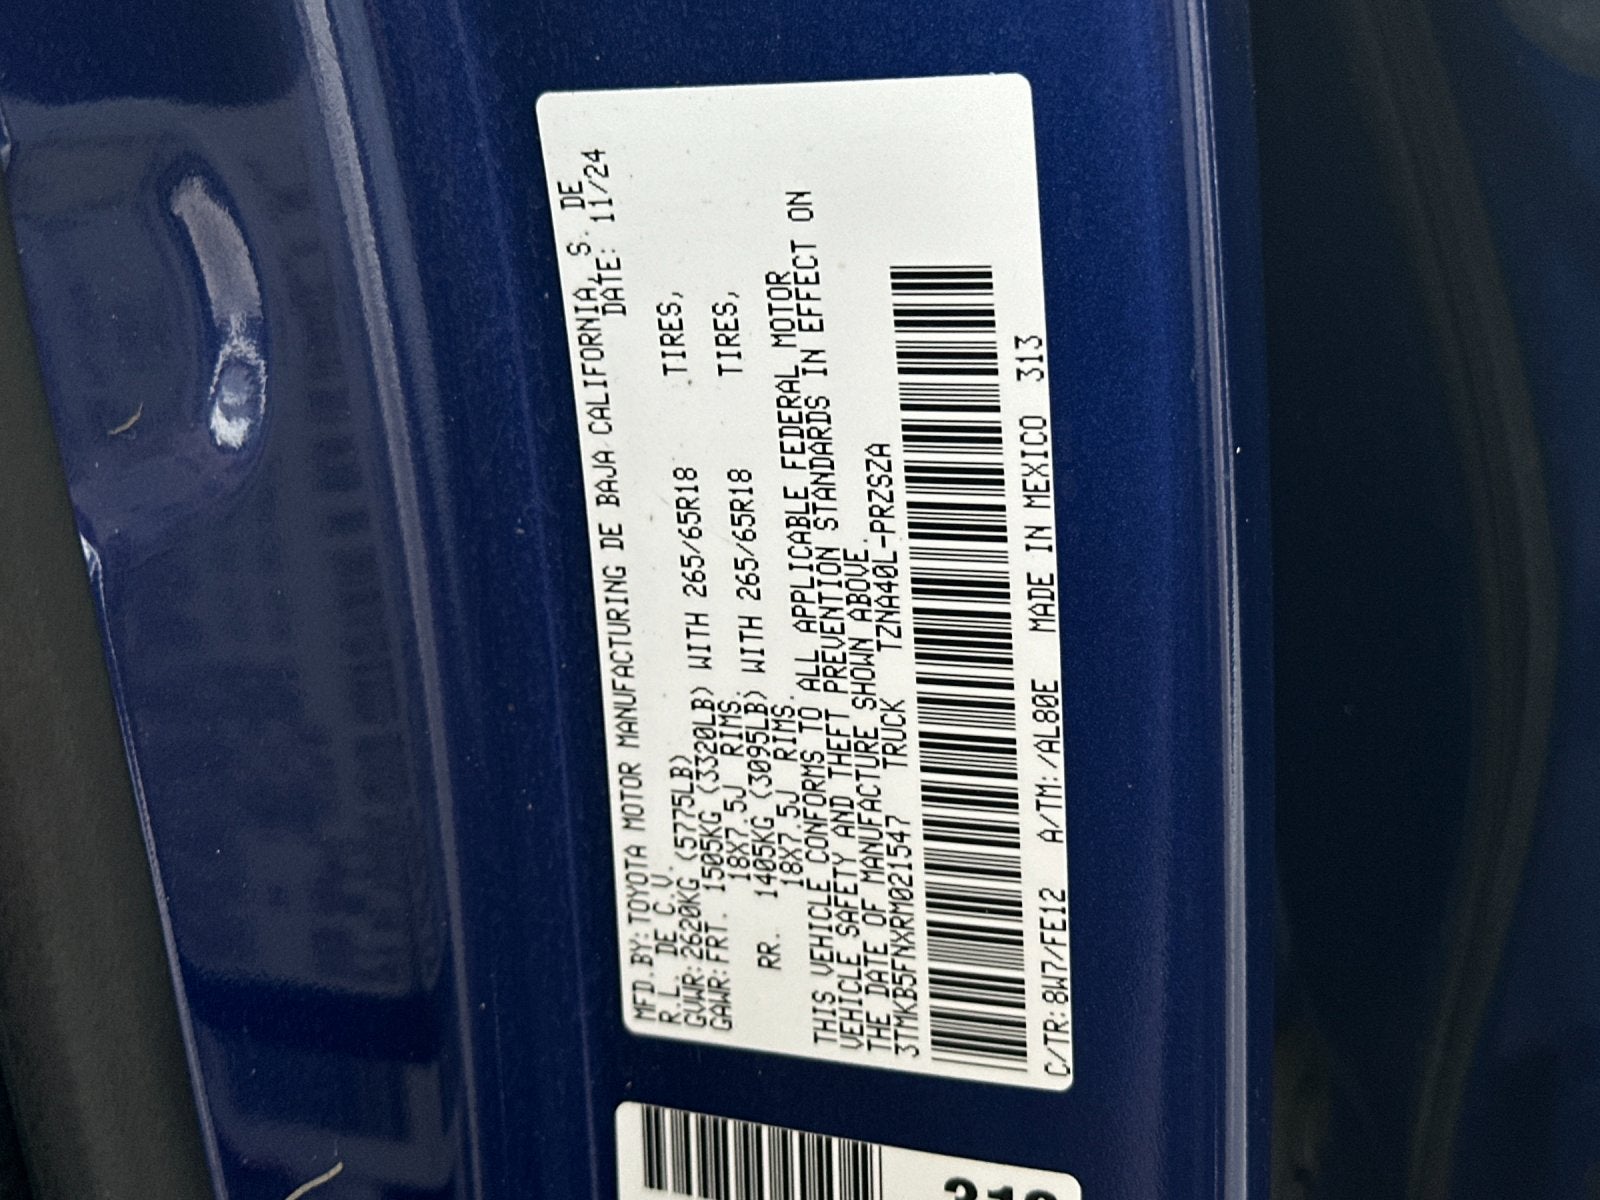 MFD.BY:TOYOTA MOTOR MANUFACTURING DE BAJA CALIFORNIA, S. DE
R.L. DE C.V. DATE: 11/24
GVWR:2620KG (5775LB)
GAWR:FRT. 1505KG (3320LB) WITH 265/65R18 TIRES,
18X7.5J RIMS.
RR. 1405KG (3095LB) WITH 265/65R18 TIRES,
18X7.5J RIMS.
THIS VEHICLE CONFORMS TO ALL APPLICABLE FEDERAL MOTOR
VEHICLE SAFETY AND THEFT PREVENTION STANDARDS IN EFFECT ON
THE DATE OF MANUFACTURE SHOWN ABOVE.
3TMKB5FNXRM021547 TRUCK TZNA40L-PRZSZA
C/TR:8W7/FE12 A/TM:/AL80E MADE IN MEXICO 313